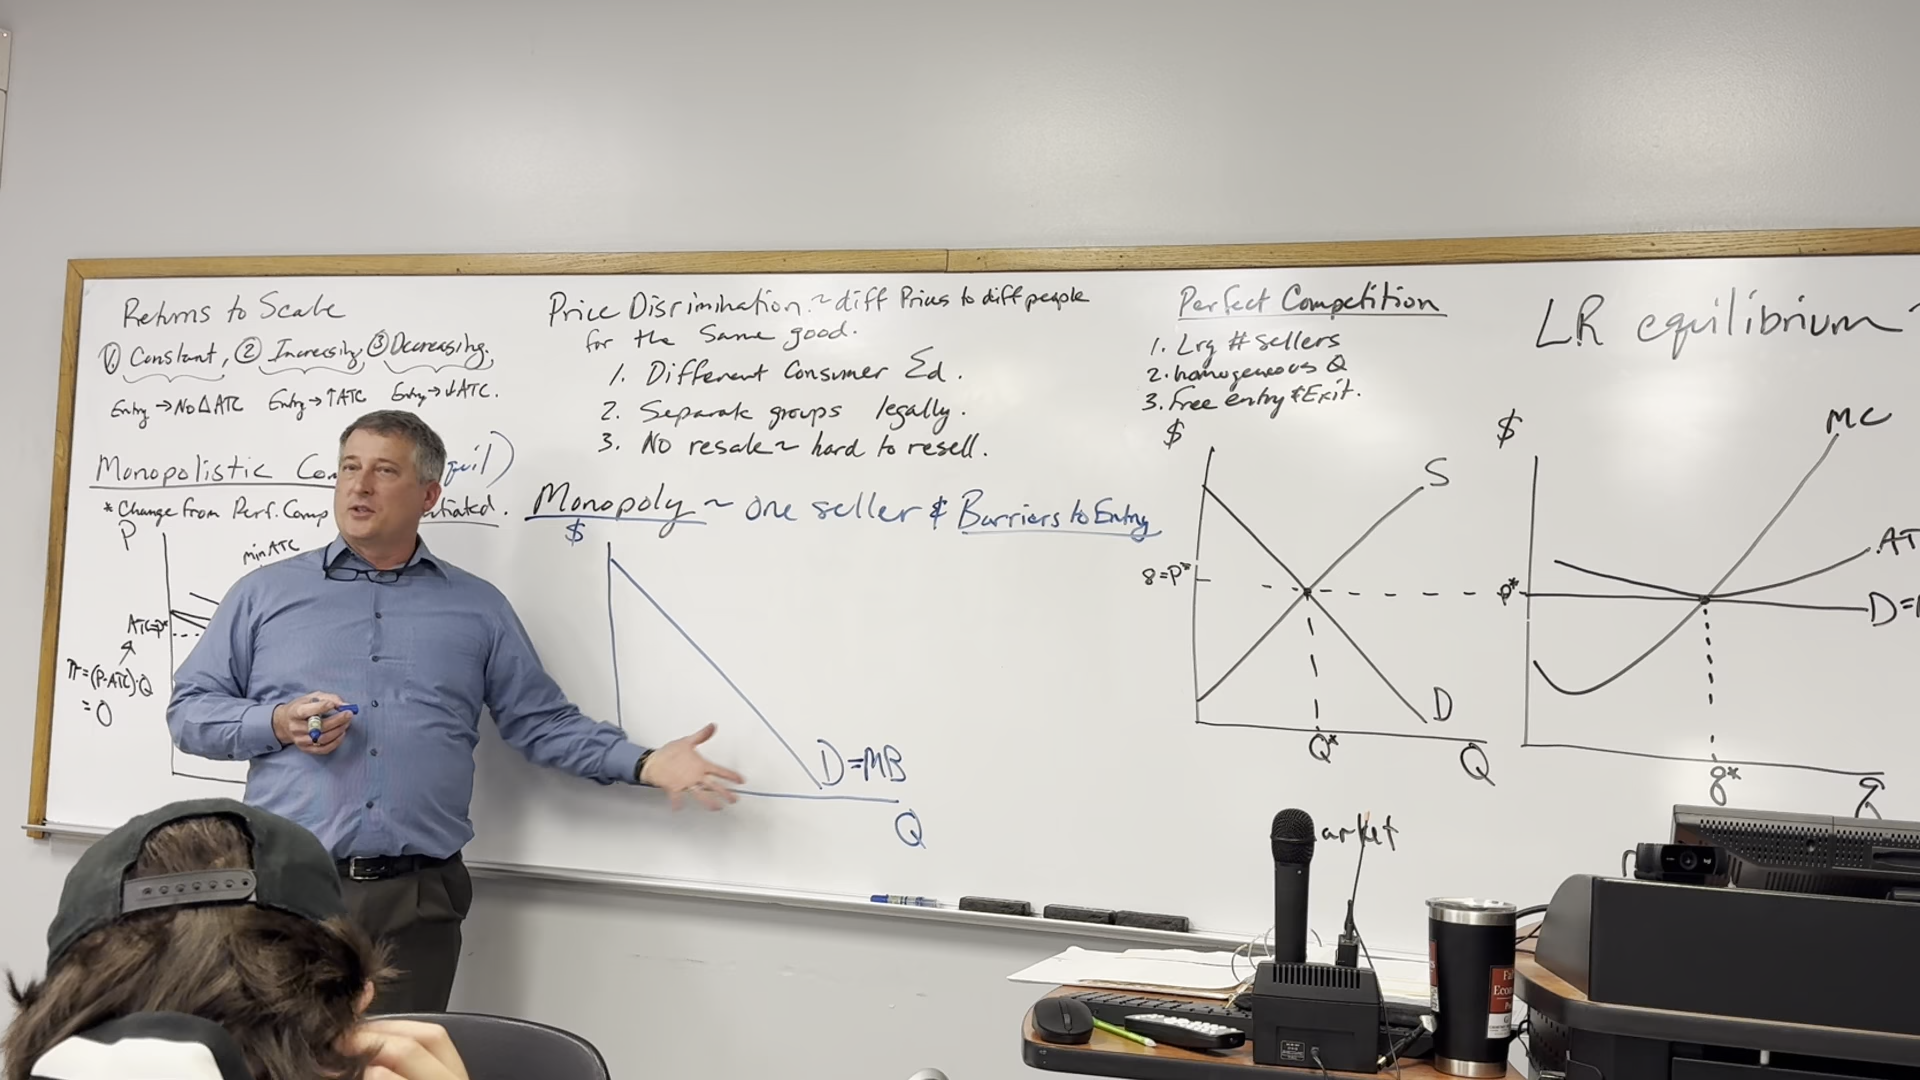 Returns to Scale
① Constant, ② Increasing, ③ Decreasing.
Entry → No Δ ATC Entry → ↑ATC Entry → ↓ATC.
Monopolistic Com
* Change from Perf. Comp
P
min ATC
ATC=P*
π=(P-ATC)·Q
=0
Price Discrimination ~ diff Prices to diff people
for the same good.
1. Different Consumer Ed.
2. Separate groups legally.
3. No resale ~ hard to resell.
Monopoly ~ one seller & Barriers to Entry
$
D=MB
Q
Perfect Competition
1. Lrg # sellers
2. homogeneous Q
3. Free entry & Exit.
$
S
8=P*
D
Q*
Q
arket
LR equilibrium
$
MC
P*
q*
q